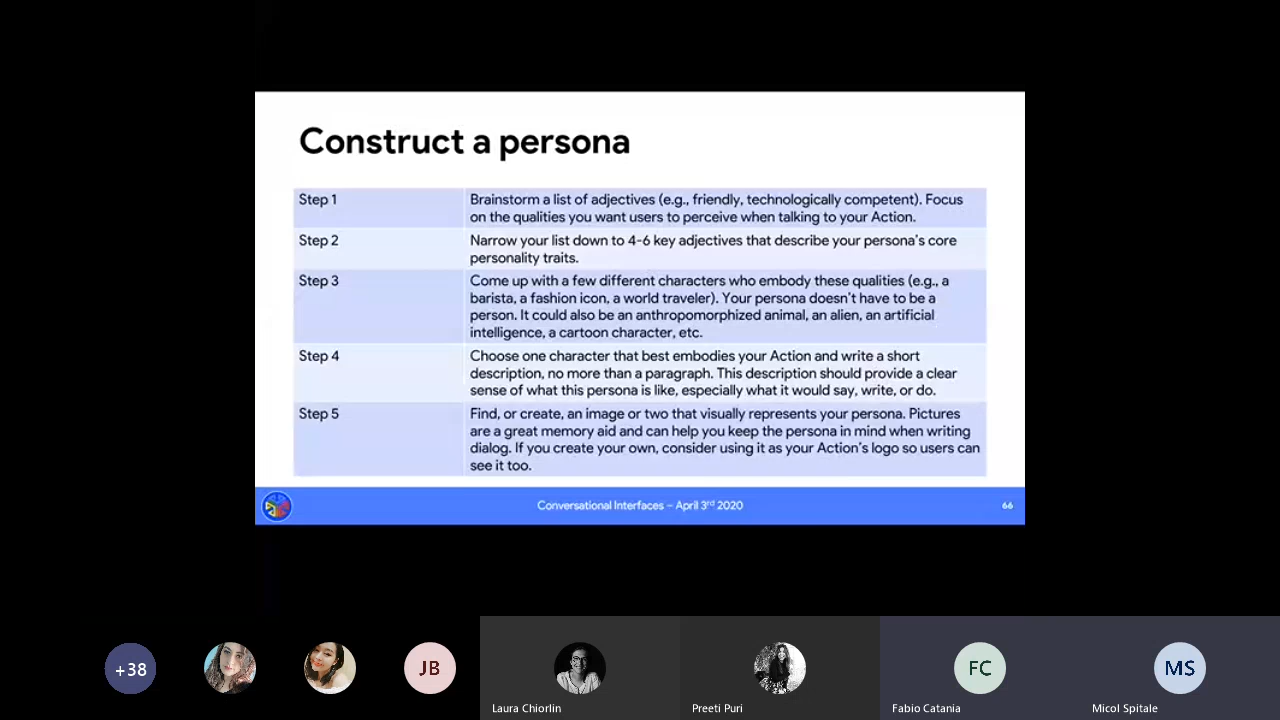 Construct a persona
Step 1
Brainstorm a list of adjectives (e.g., friendly, technologically competent). Focus
on the qualities you want users to perceive when talking to your Action.
Step 2
Narrow your list down to 4-6 key adjectives that describe your persona's core
personality traits.
Step 3
Come up with a few different characters who embody these qualities (e.g., a
barista, a fashion icon, a world traveler). Your persona doesn't have to be a
person. It could also be an anthropomorphized animal, an alien, an artificial
intelligence, a cartoon character, etc.
Step 4
Choose one character that best embodies your Action and write a short
description, no more than a paragraph. This description should provide a clear
sense of what this persona is like, especially what it would say, write, or do.
Step 5
Find, or create, an image or two that visually represents your persona. Pictures
are a great memory aid and can help you keep the persona in mind when writing
dialog. If you create your own, consider using it as your Action's logo so users can
see it too.
Conversational Interfaces – April 3rd 2020
66
+38
JB
FC
MS
Laura Chiorlin
Preeti Puri
Fabio Catania
Micol Spitale